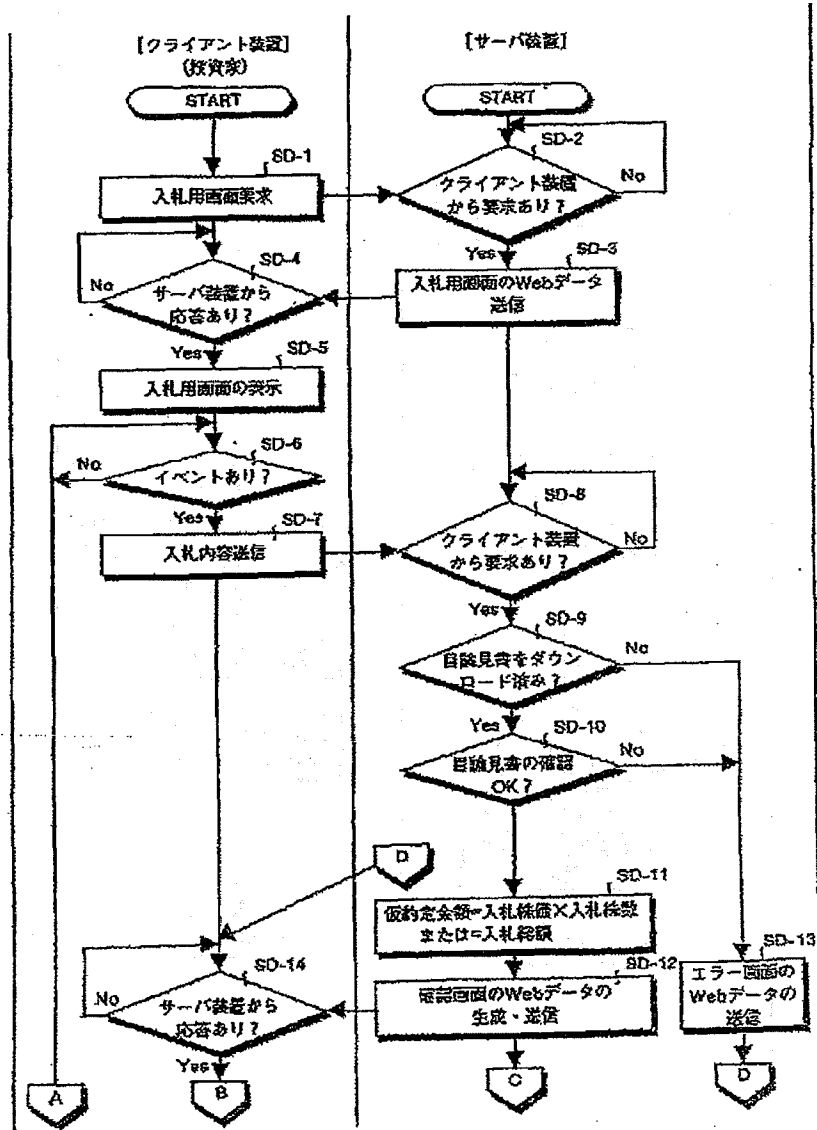 [クライアント装置]
(投資家)
START
SD-1
入札用画面要求
SD-4
No
サーバ装置から
応答あり?
Yes
SD-5
入札用画面の表示
SD-6
No
イベントあり?
Yes
SD-7
入札内容送信
SD-14
No
サーバ装置から
応答あり?
Yes
A
B
[サーバ装置]
START
SD-2
No
クライアント装置
から要求あり?
Yes
SD-3
入札用画面のWebデータ
送信
SD-8
No
クライアント装置
から要求あり?
Yes
SD-9
No
目論見書をダウン
ロード済み?
Yes
SD-10
No
目論見書の確認
OK?
D
SD-11
仮約定金額=入札株価×入札株数
または=入札総額
SD-12
確認画面のWebデータの
生成・送信
C
SD-13
エラー画面の
Webデータの
送信
D